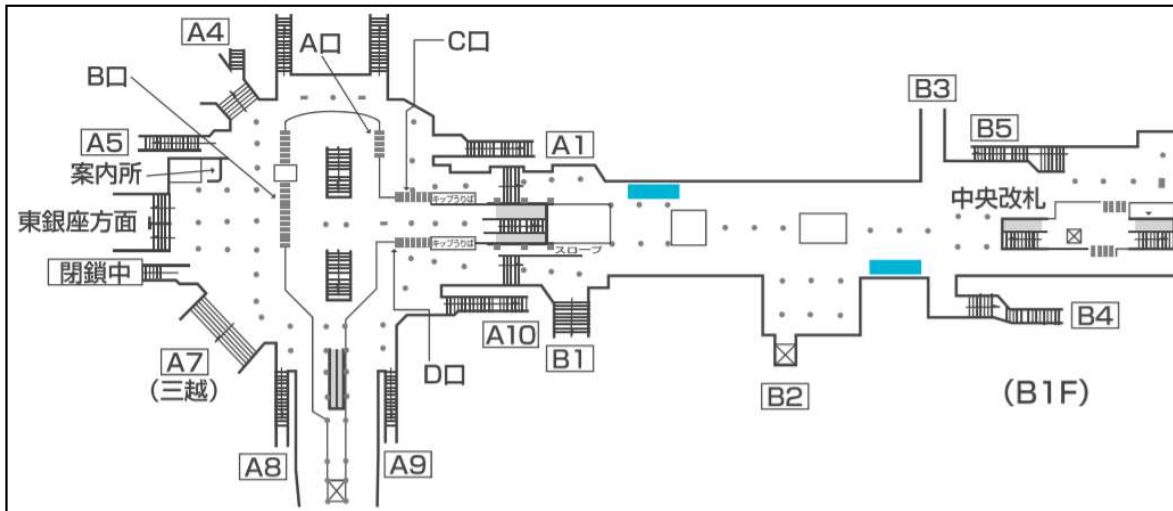 A4
A口
C口
B口
A5
案内所
東銀座方面
閉鎖中
A7
(三越)
A8
A9
A1
キップうりば
キップうりば
スロープ
A10
B1
D口
B3
B5
中央改札
B2
B4
(B1F)